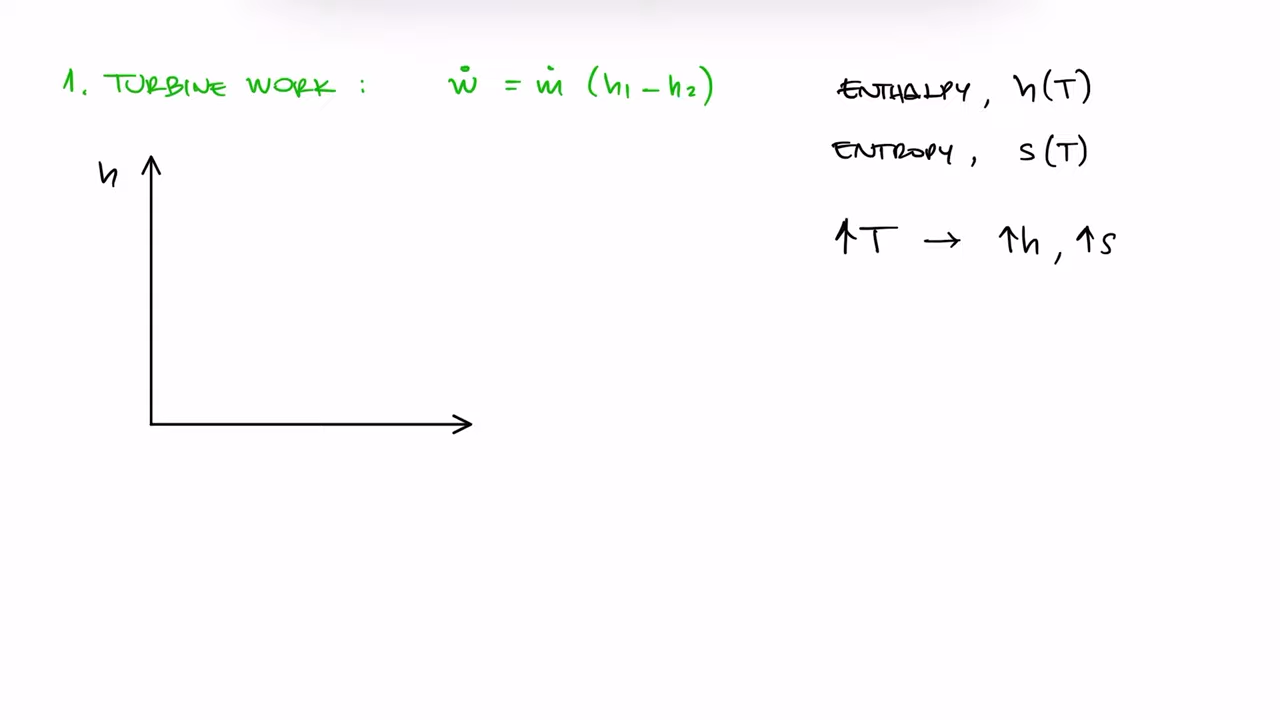 1. TURBINE WORK : ẇ = ṁ (h₁ – h₂)
ENTHALPY, h(T)
ENTROPY, s(T)
↑T → ↑h, ↑s
h